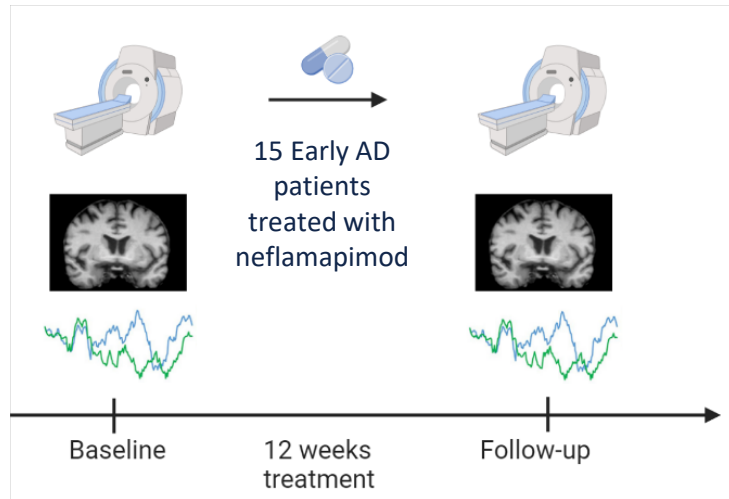 15 Early AD
patients
treated with
neflamapimod
Baseline
12 weeks
treatment
Follow-up